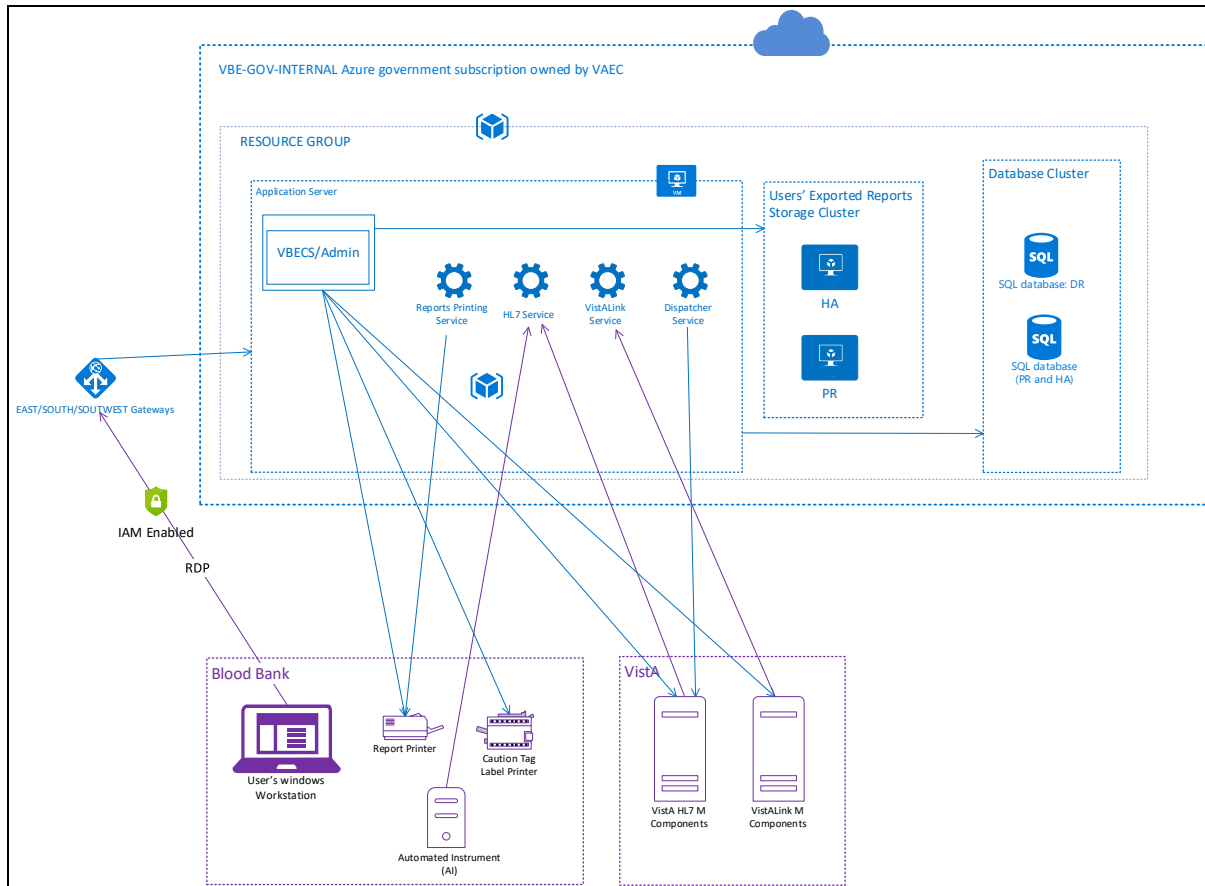 VBE-GOV-INTERNAL Azure government subscription owned by VAEC
RESOURCE GROUP
Application Server
VM
VBECS/Admin
Reports Printing
Service
HL7 Service
VistALink
Service
Dispatcher
Service
Users' Exported Reports
Storage Cluster
HA
PR
Database Cluster
SQL
SQL database: DR
SQL
SQL database
(PR and HA)
EAST/SOUTH/SOUTWEST Gateways
IAM Enabled
RDP
Blood Bank
User's windows
Workstation
Report Printer
Caution Tag
Label Printer
Automated Instrument
(AI)
VistA
VistA HL7 M
Components
VistALink M
Components